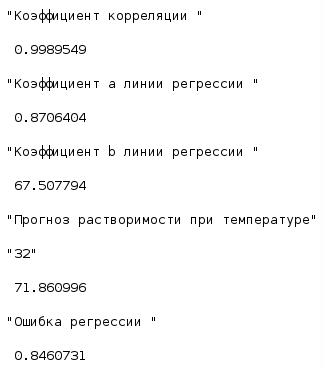 "Коэффициент корреляции "
0.9989549
"Коэффициент a линии регрессии "
0.8706404
"Коэффициент b линии регрессии "
67.507794
"Прогноз растворимости при температуре"
"32"
71.860996
"Ошибка регрессии "
0.8460731